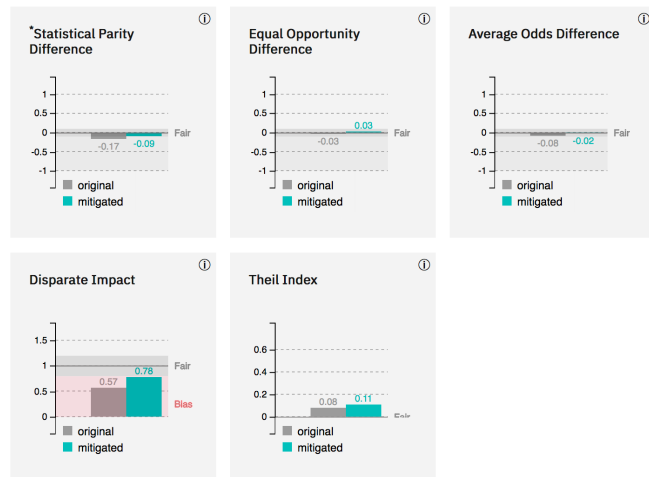 *Statistical Parity
Difference
1
0.5
0
-0.5
-1
-0.17
-0.09
Fair
original
mitigated
Equal Opportunity
Difference
1
0.5
0
-0.5
-1
-0.03
0.03
Fair
original
mitigated
Average Odds Difference
1
0.5
0
-0.5
-1
-0.08
-0.02
Fair
original
mitigated
Disparate Impact
1.5
1
0.5
0
0.57
0.78
Fair
Bias
original
mitigated
Theil Index
0.6
0.4
0.2
0
0.08
0.11
Fair
original
mitigated